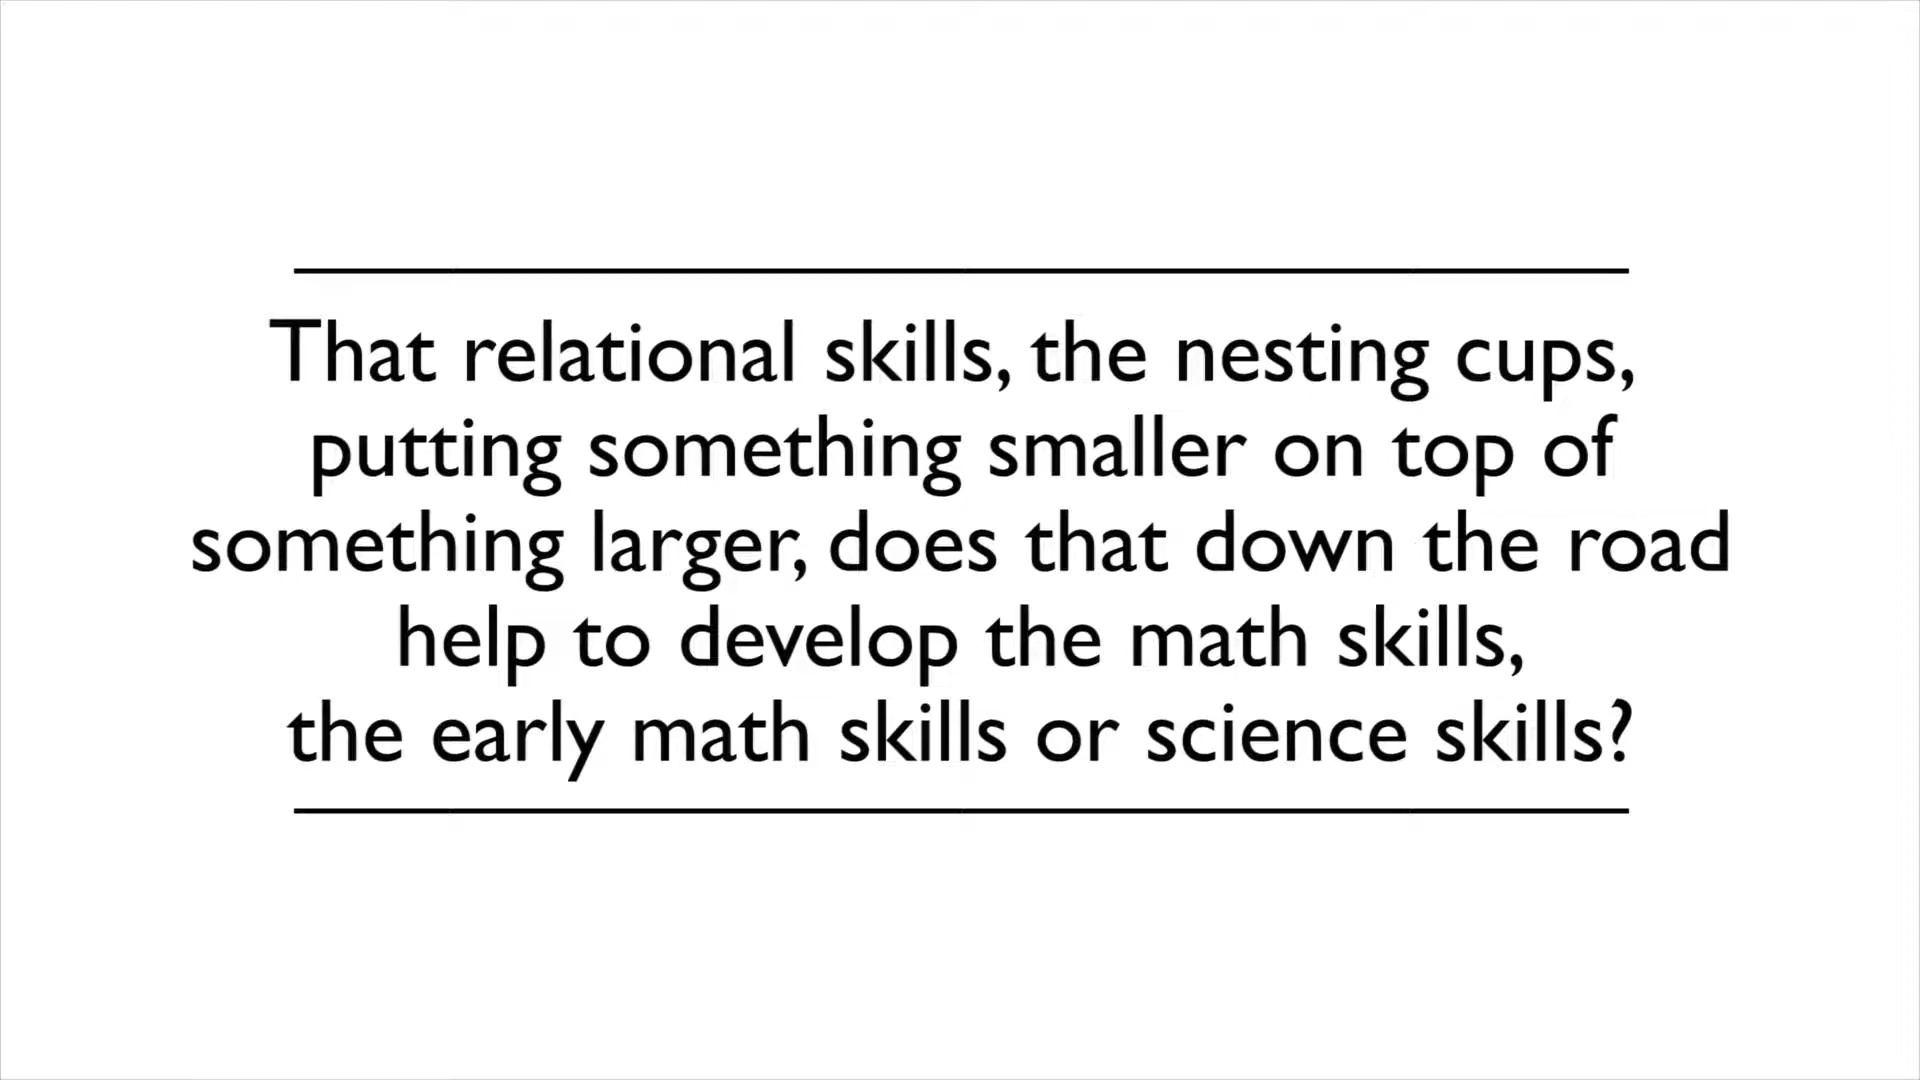 That relational skills, the nesting cups,
putting something smaller on top of
something larger, does that down the road
help to develop the math skills,
the early math skills or science skills?